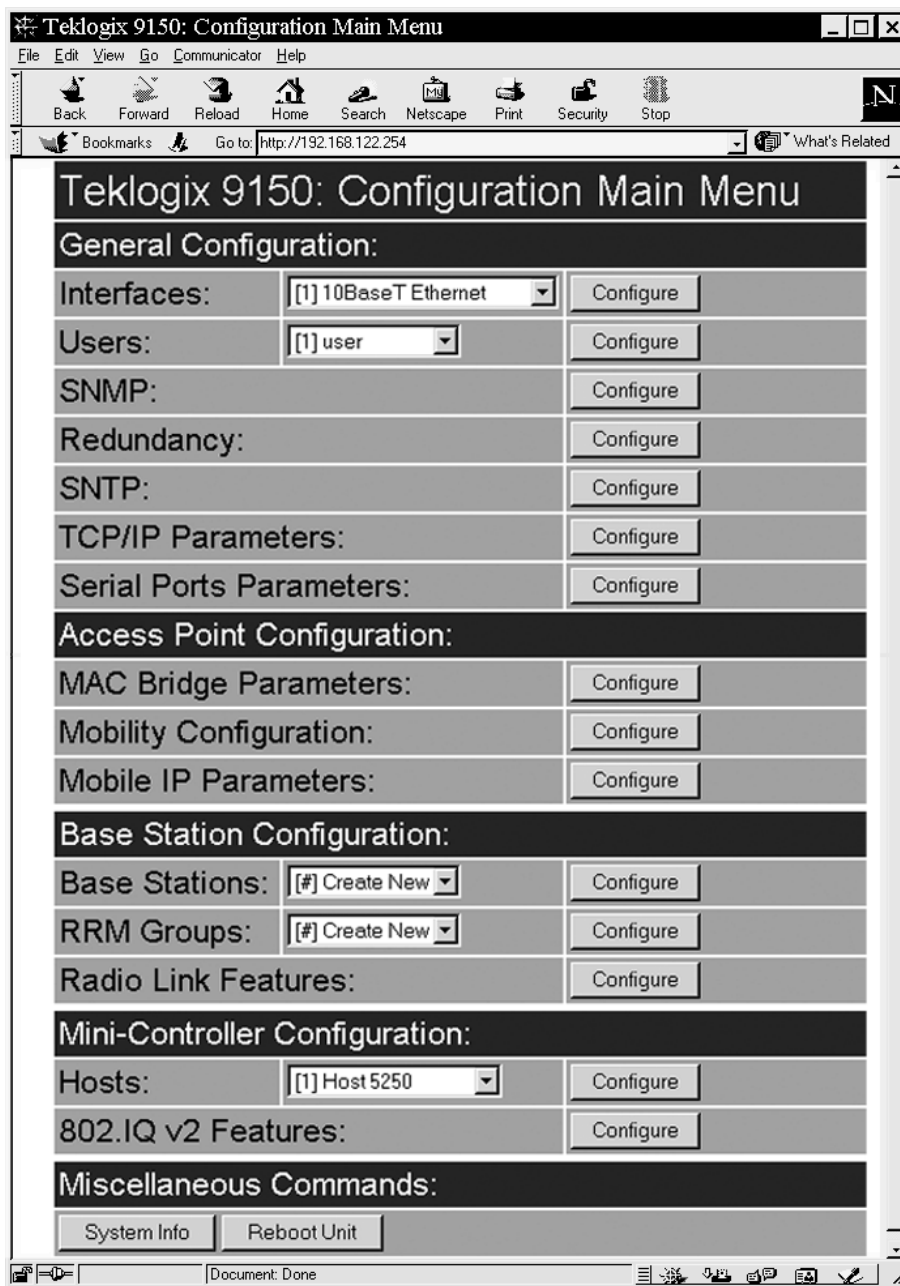 Teklogix 9150: Configuration Main Menu
File Edit View Go Communicator Help
Back Forward Reload Home Search Netscape Print Security Stop
My
N
Bookmarks Go to: http://192.168.122.254 What's Related
Teklogix 9150: Configuration Main Menu
General Configuration:
Interfaces: [1] 10BaseT Ethernet Configure
Users: [1] user Configure
SNMP: Configure
Redundancy: Configure
SNTP: Configure
TCP/IP Parameters: Configure
Serial Ports Parameters: Configure
Access Point Configuration:
MAC Bridge Parameters: Configure
Mobility Configuration: Configure
Mobile IP Parameters: Configure
Base Station Configuration:
Base Stations: [#] Create New Configure
RRM Groups: [#] Create New Configure
Radio Link Features: Configure
Mini-Controller Configuration:
Hosts: [1] Host 5250 Configure
802.IQ v2 Features: Configure
Miscellaneous Commands:
System Info Reboot Unit
Document: Done